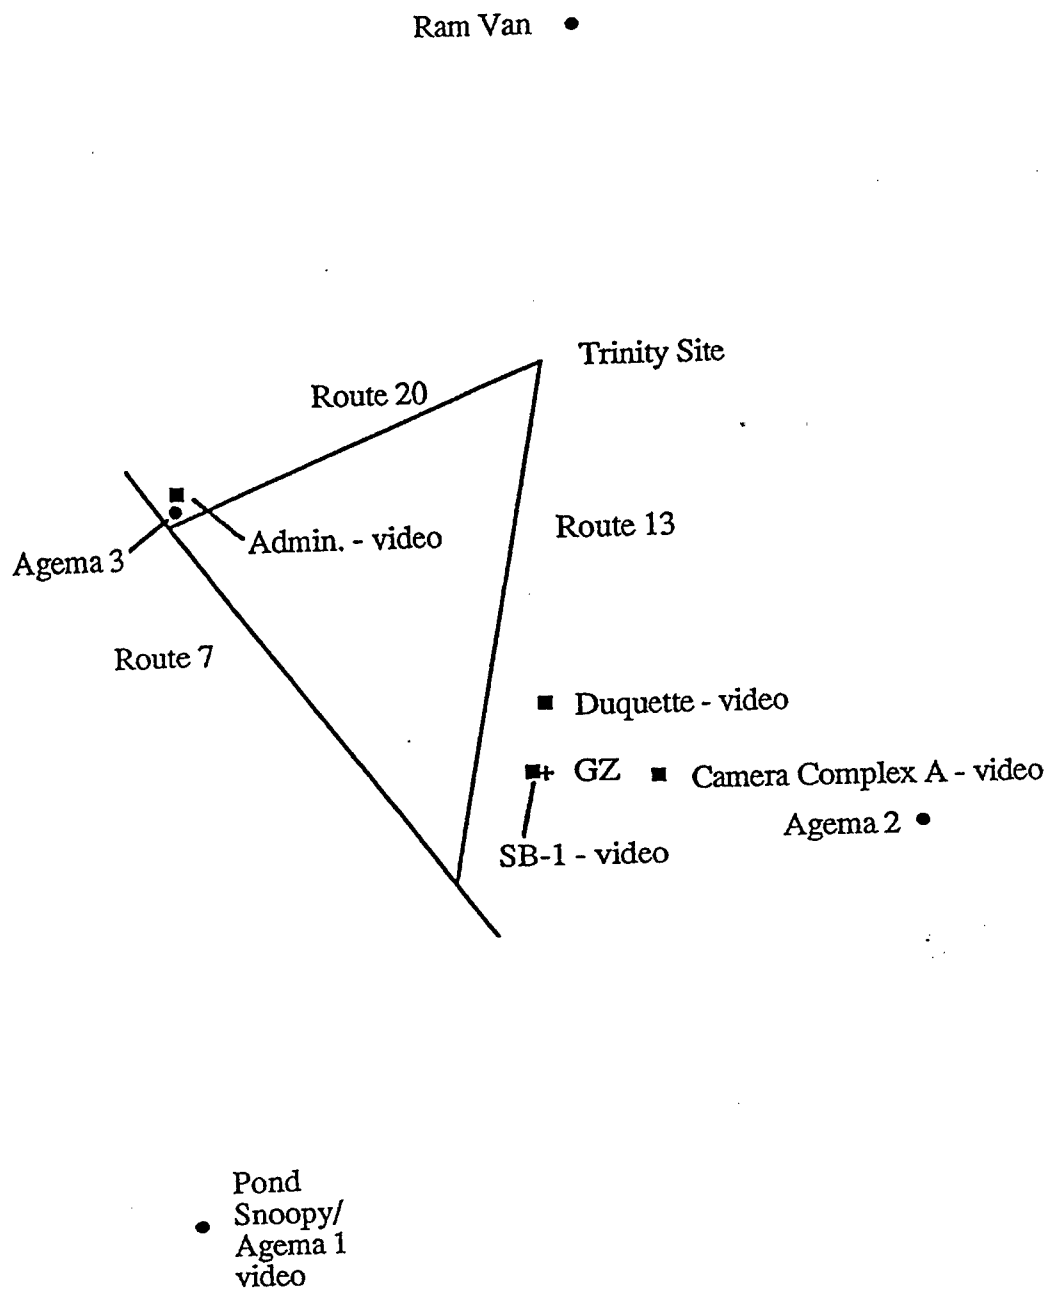 Ram Van
Trinity Site
Route 20
Route 13
Admin. - video
Agema 3
Route 7
Duquette - video
GZ
Camera Complex A - video
Agema 2
SB-1 - video
Pond
Snoopy/
Agema 1
video